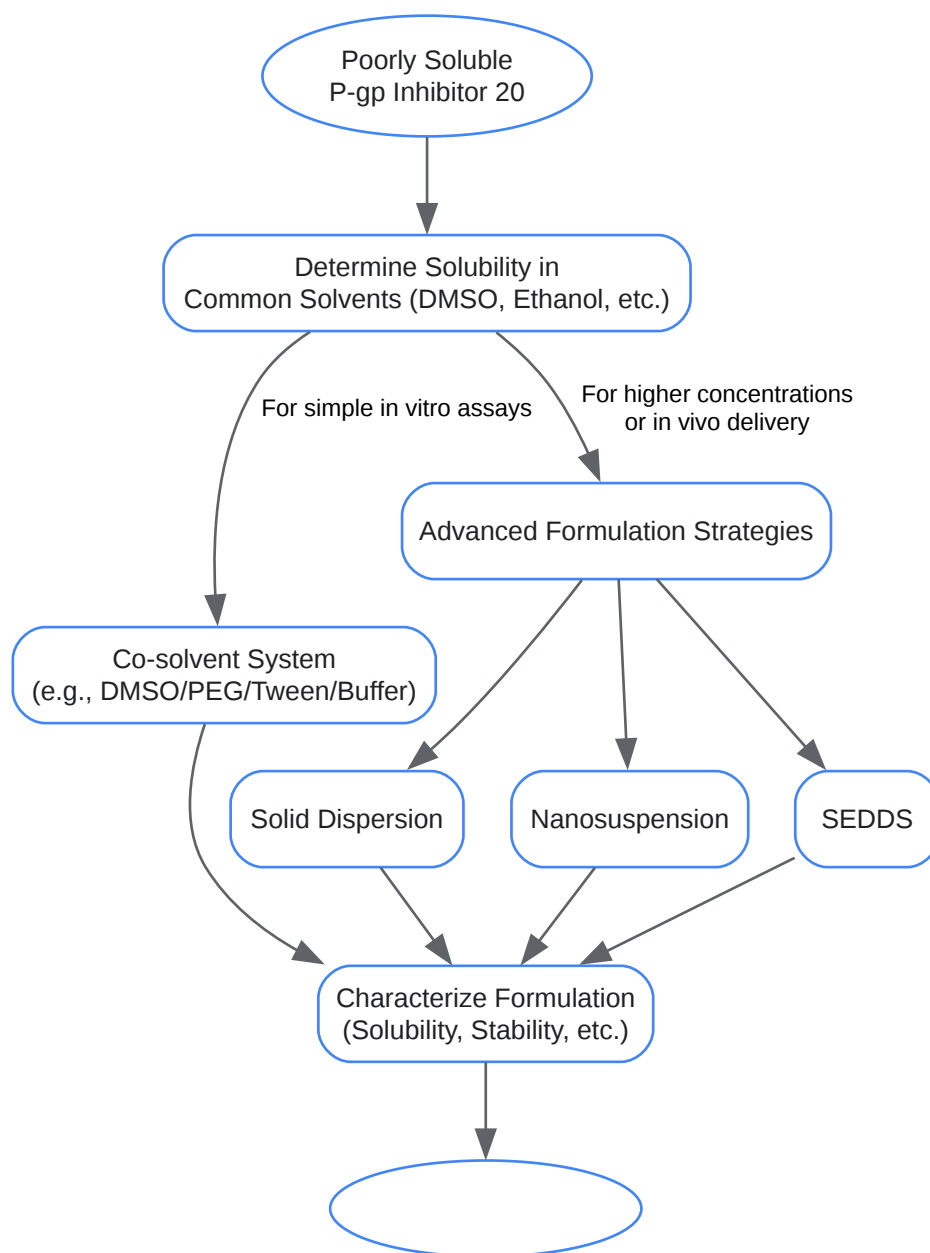 Poorly Soluble
P-gp Inhibitor 20
Determine Solubility in
Common Solvents (DMSO, Ethanol, etc.)
For simple in vitro assays
For higher concentrations
or in vivo delivery
Advanced Formulation Strategies
Co-solvent System
(e.g., DMSO/PEG/Tween/Buffer)
Solid Dispersion
Nanosuspension
SEDDS
Characterize Formulation
(Solubility, Stability, etc.)